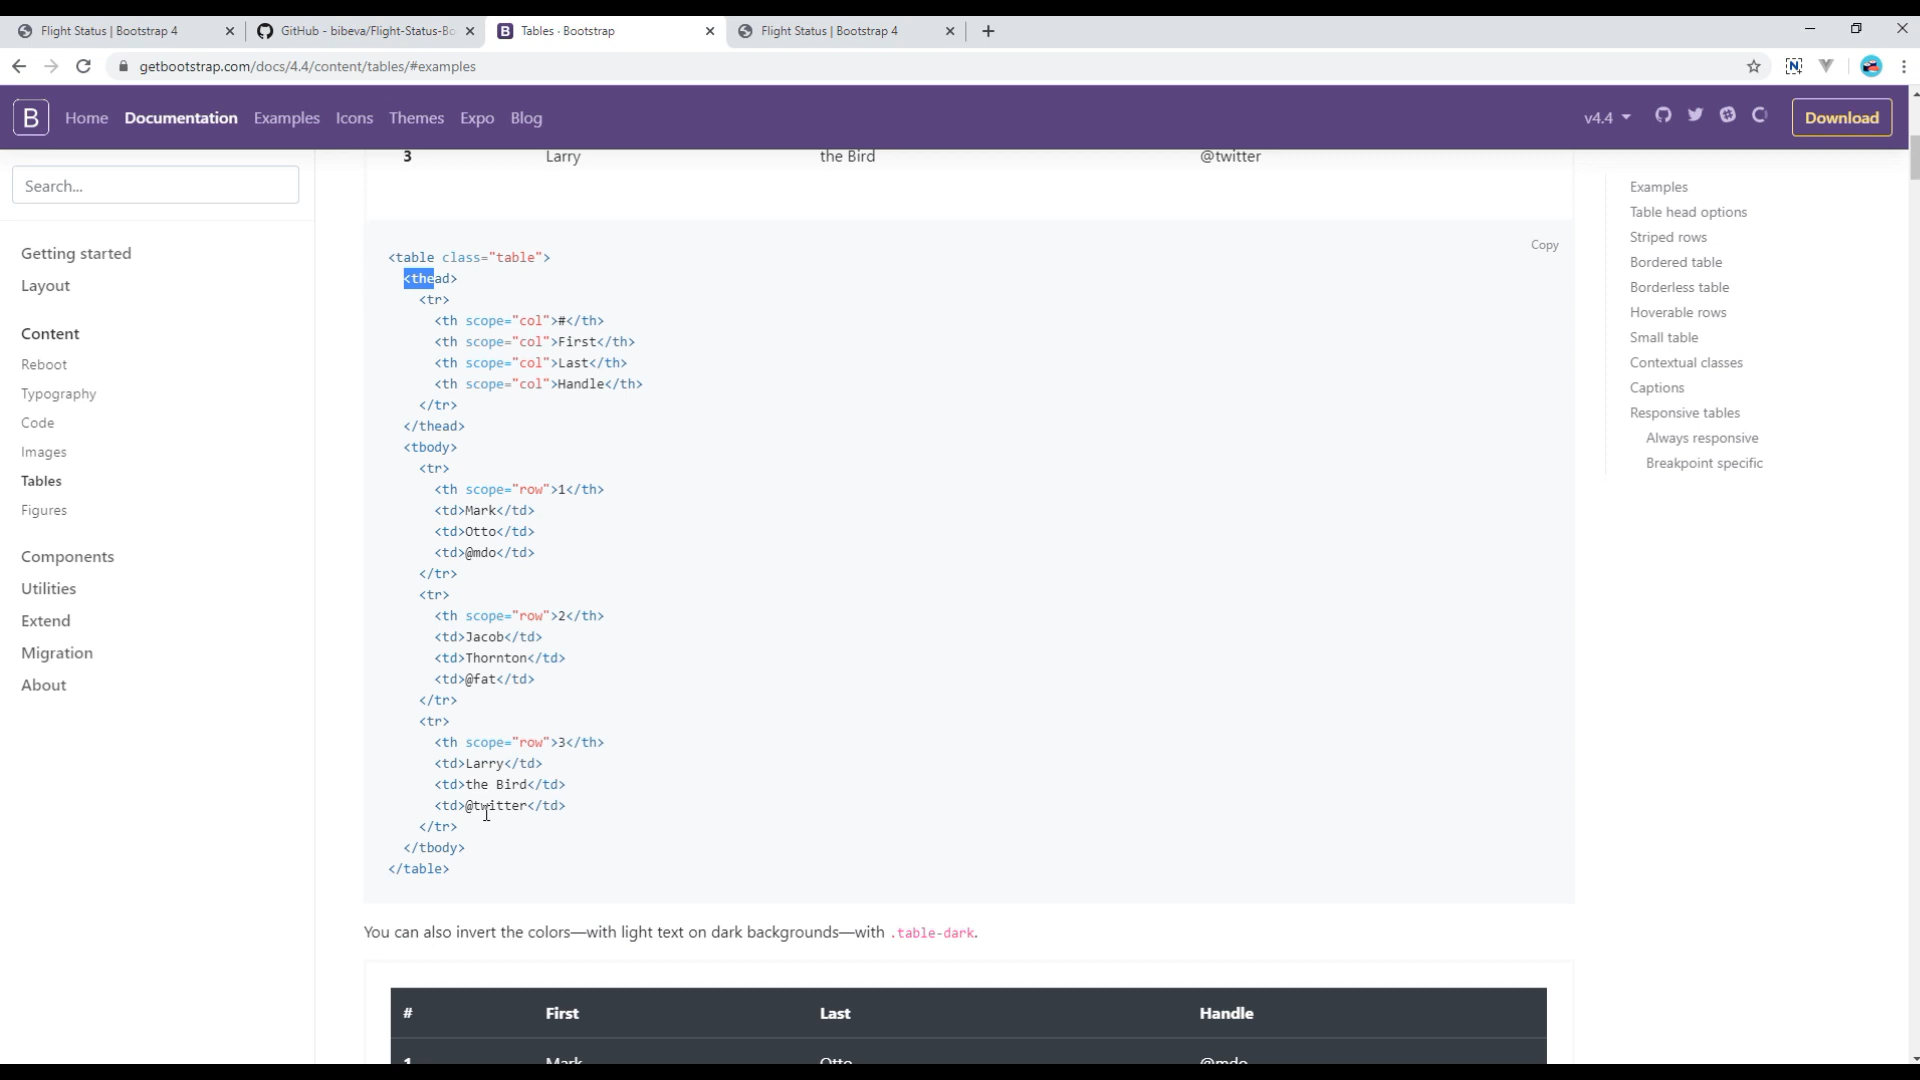 Flight Status | Bootstrap 4
GitHub - bibeva/Flight-Status-Bo
Tables · Bootstrap
Flight Status | Bootstrap 4
getbootstrap.com/docs/4.4/content/tables/#examples
B Home Documentation Examples Icons Themes Expo Blog v4.4 Download
3 Larry the Bird @twitter
Search...
Getting started
Layout
Content
Reboot
Typography
Code
Images
Tables
Figures
Components
Utilities
Extend
Migration
About
Copy
<table class="table">
<thead>
<tr>
<th scope="col">#</th>
<th scope="col">First</th>
<th scope="col">Last</th>
<th scope="col">Handle</th>
</tr>
</thead>
<tbody>
<tr>
<th scope="row">1</th>
<td>Mark</td>
<td>Otto</td>
<td>@mdo</td>
</tr>
<tr>
<th scope="row">2</th>
<td>Jacob</td>
<td>Thornton</td>
<td>@fat</td>
</tr>
<tr>
<th scope="row">3</th>
<td>Larry</td>
<td>the Bird</td>
<td>@twitter</td>
</tr>
</tbody>
</table>
You can also invert the colors—with light text on dark backgrounds—with .table-dark.
# First Last Handle
1 Mark Otto @mdo
Examples
Table head options
Striped rows
Bordered table
Borderless table
Hoverable rows
Small table
Contextual classes
Captions
Responsive tables
Always responsive
Breakpoint specific